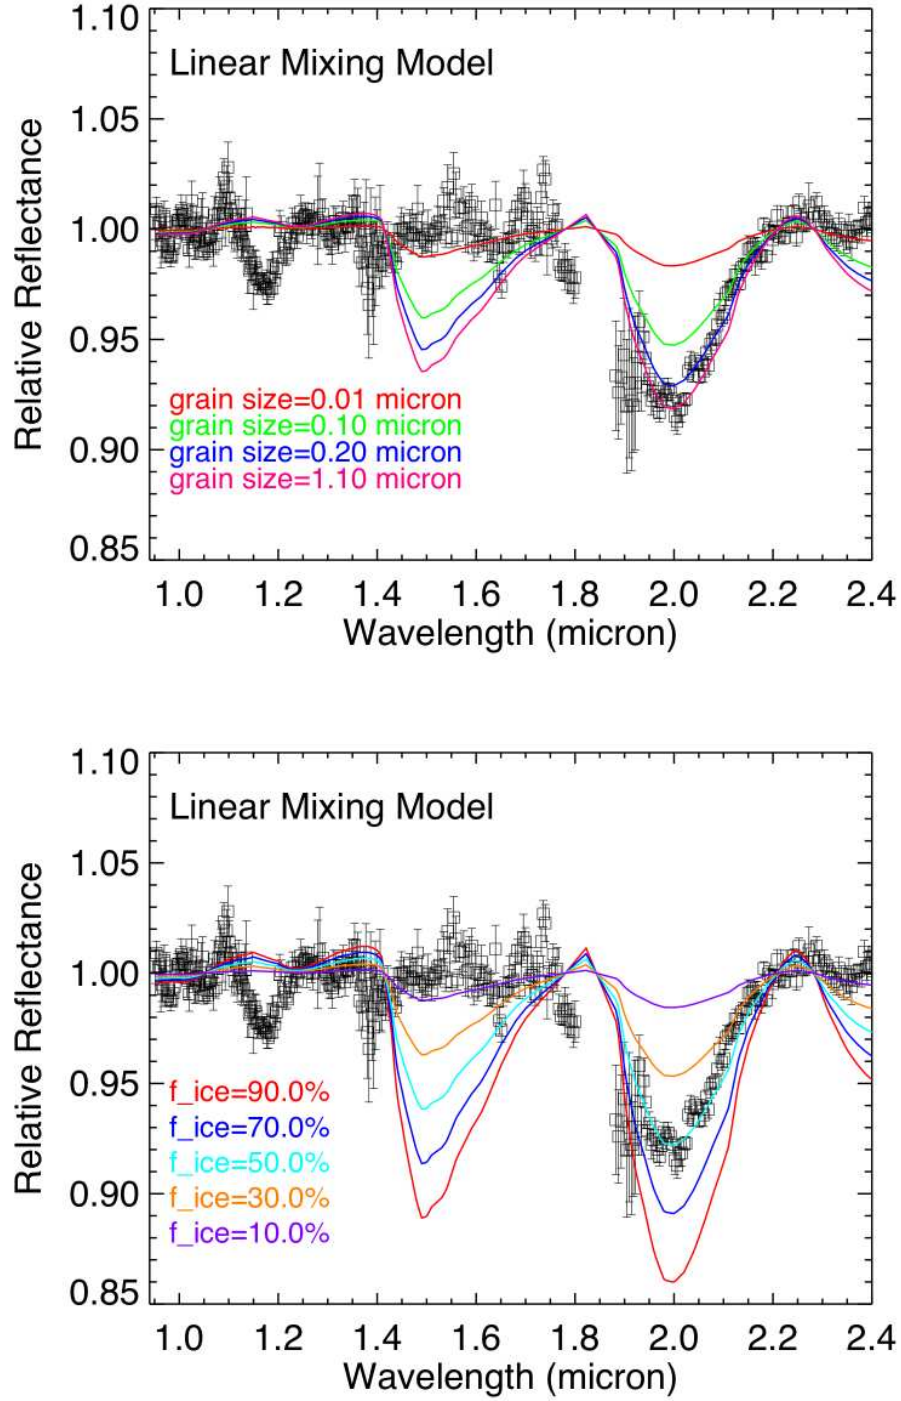 1.10
Linear Mixing Model
1.05
1.00
0.95
0.90
0.85
Relative Reflectance
grain size=0.01 micron
grain size=0.10 micron
grain size=0.20 micron
grain size=1.10 micron
1.0 1.2 1.4 1.6 1.8 2.0 2.2 2.4
Wavelength (micron)
1.10
Linear Mixing Model
1.05
1.00
0.95
0.90
0.85
Relative Reflectance
f_ice=90.0%
f_ice=70.0%
f_ice=50.0%
f_ice=30.0%
f_ice=10.0%
1.0 1.2 1.4 1.6 1.8 2.0 2.2 2.4
Wavelength (micron)